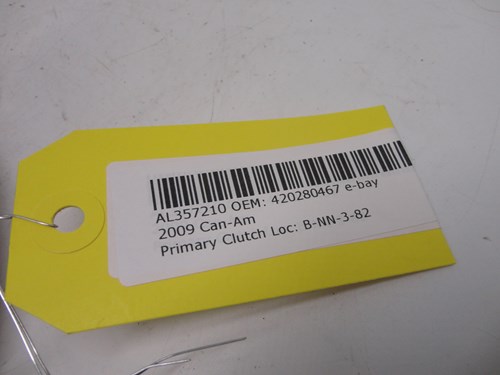 AL357210 OEM: 420280467 e-bay
2009 Can-Am
Primary Clutch Loc: B-NN-3-82